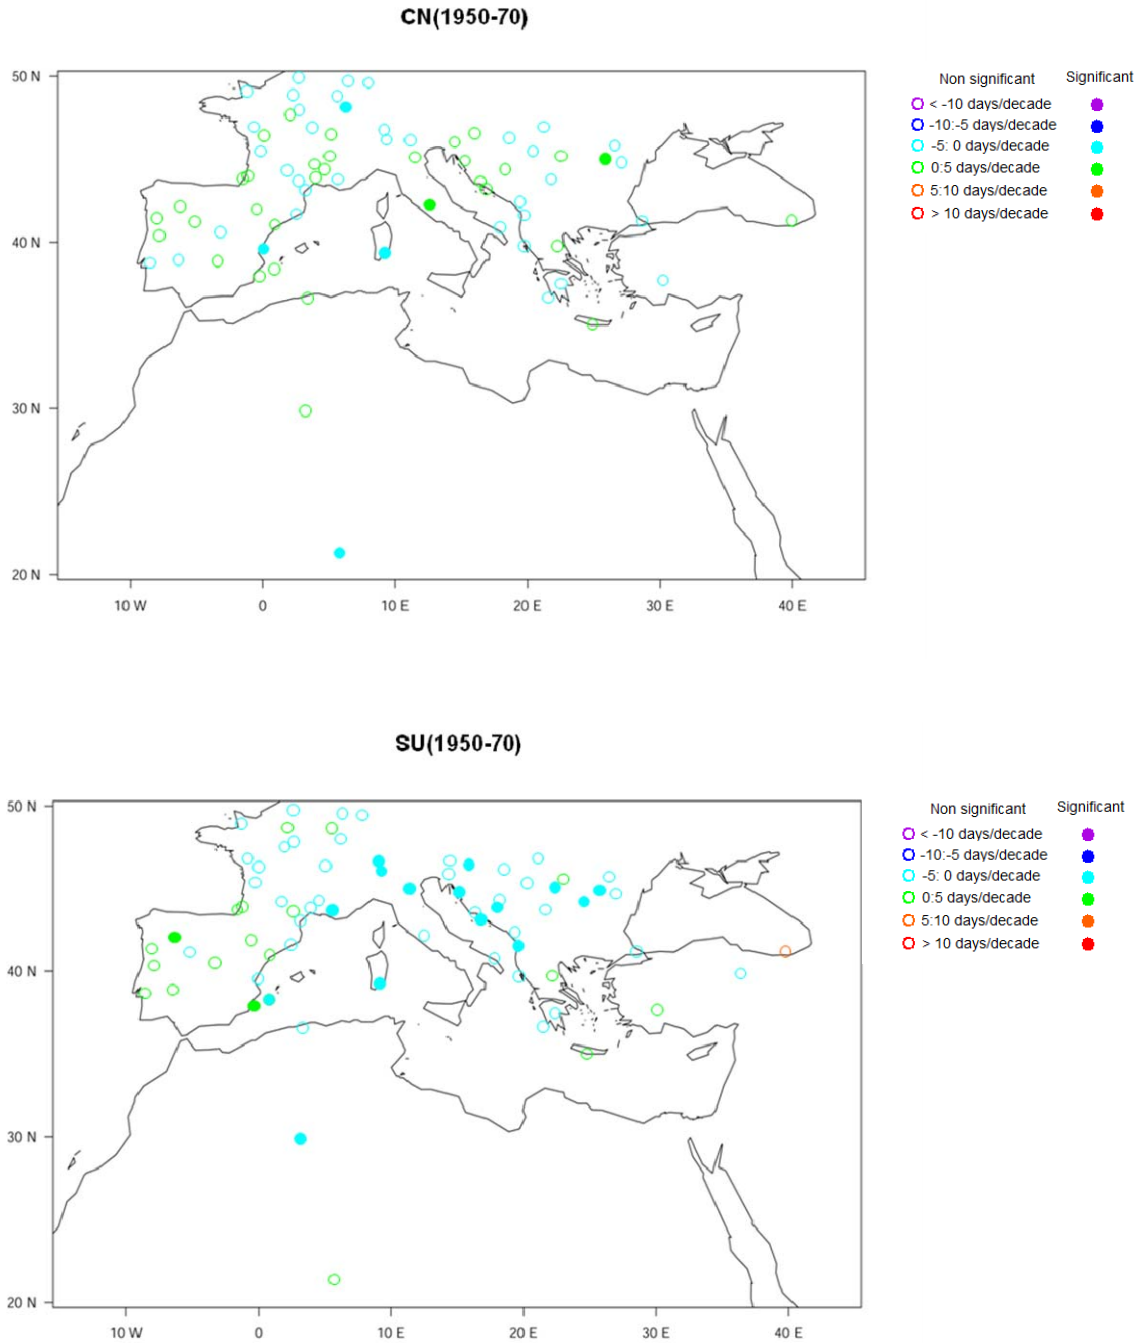 CN(1950-70)
Non significant Significant
< -10 days/decade
-10:-5 days/decade
-5: 0 days/decade
0:5 days/decade
5:10 days/decade
> 10 days/decade
50 N
40 N
30 N
20 N
10 W 0 10 E 20 E 30 E 40 E
SU(1950-70)
Non significant Significant
< -10 days/decade
-10:-5 days/decade
-5: 0 days/decade
0:5 days/decade
5:10 days/decade
> 10 days/decade
50 N
40 N
30 N
20 N
10 W 0 10 E 20 E 30 E 40 E